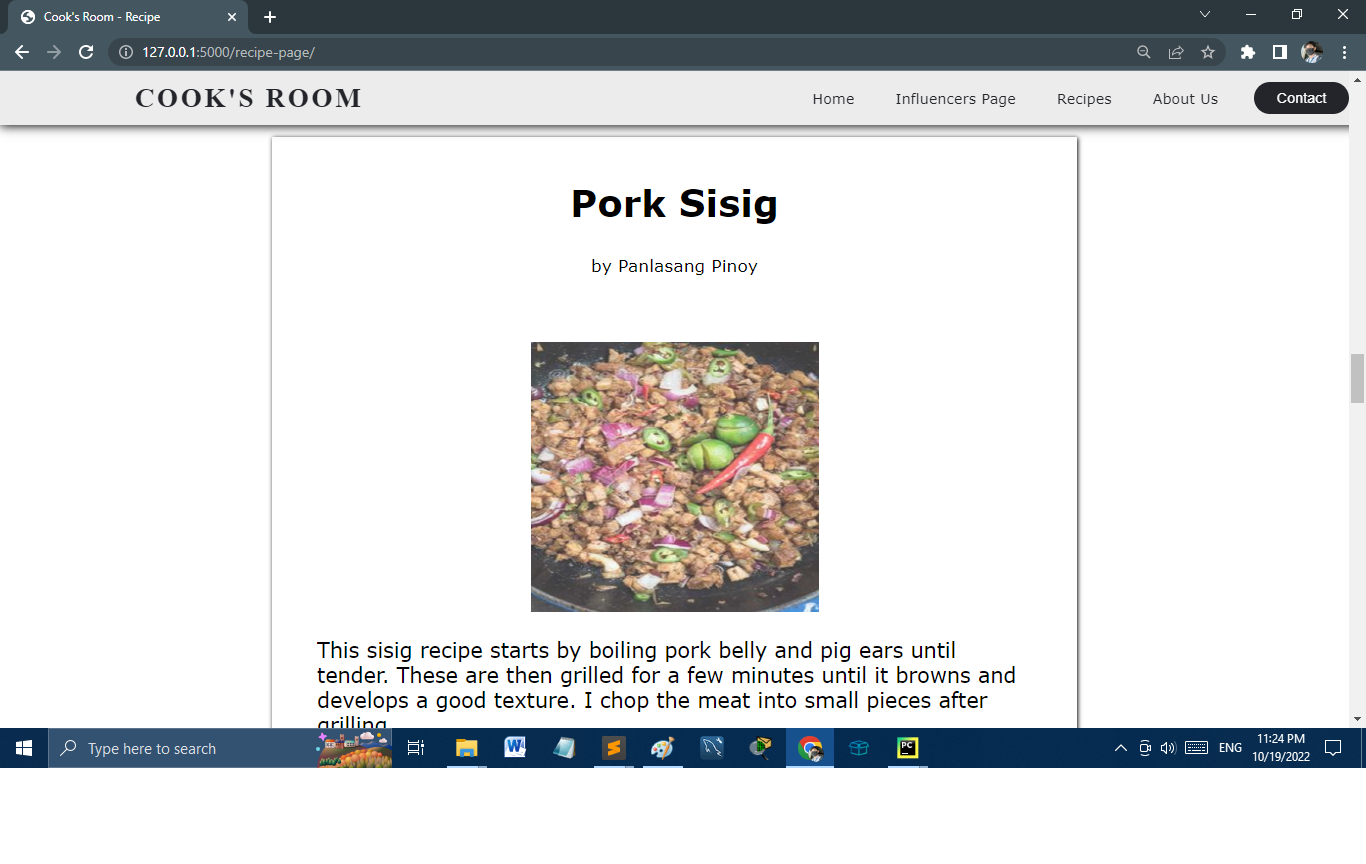 Cook's Room - Recipe
127.0.0.1:5000/recipe-page/
COOK'S ROOM
Home
Influencers Page
Recipes
About Us
Contact
Pork Sisig
by Panlasang Pinoy
This sisig recipe starts by boiling pork belly and pig ears until
tender. These are then grilled for a few minutes until it browns and
develops a good texture. I chop the meat into small pieces after
grilling
Type here to search
W
PC
ENG
11:24 PM
10/19/2022